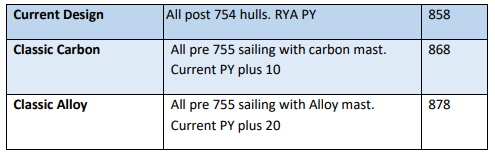 Current Design All post 754 hulls. RYA PY 858
Classic Carbon All pre 755 sailing with carbon mast. 868
Current PY plus 10
Classic Alloy All pre 755 sailing with Alloy mast. 878
Current PY plus 20